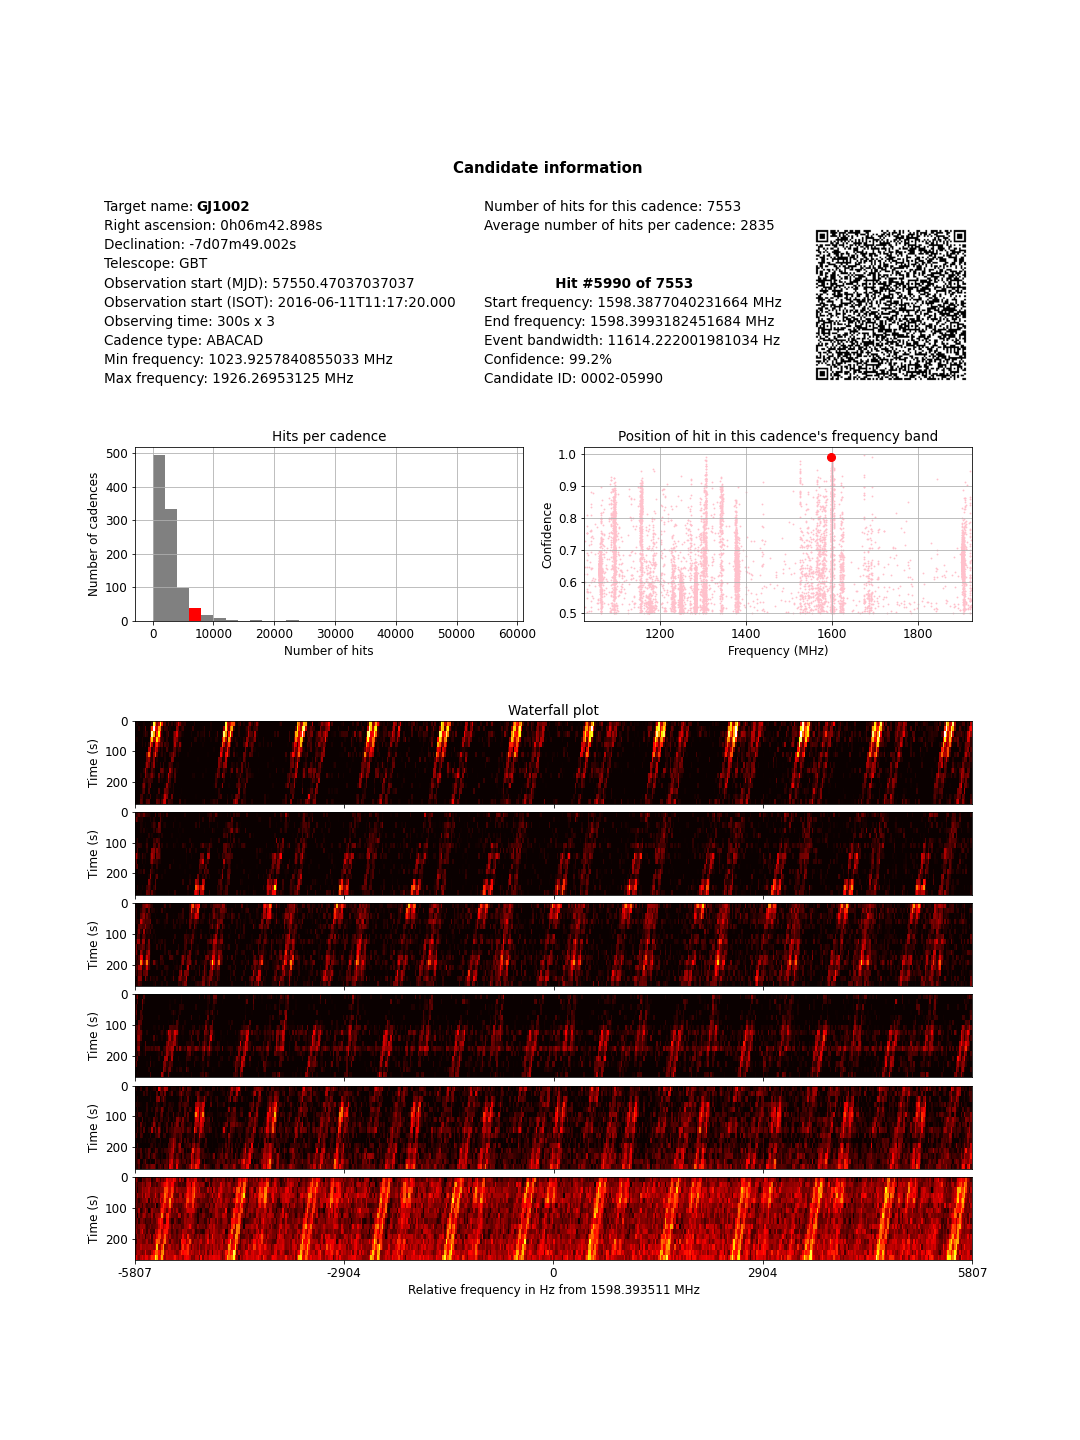 Candidate information
Target name: GJ1002
Right ascension: 0h06m42.898s
Declination: -7d07m49.002s
Telescope: GBT
Observation start (MJD): 57550.47037037037
Observation start (ISOT): 2016-06-11T11:17:20.000
Observing time: 300s x 3
Cadence type: ABACAD
Min frequency: 1023.9257840855033 MHz
Max frequency: 1926.26953125 MHz
Number of hits for this cadence: 7553
Average number of hits per cadence: 2835
Hit #5990 of 7553
Start frequency: 1598.3877040231664 MHz
End frequency: 1598.3993182451684 MHz
Event bandwidth: 11614.222001981034 Hz
Confidence: 99.2%
Candidate ID: 0002-05990
Hits per cadence
Number of cadences
500
400
300
200
100
0
0 10000 20000 30000 40000 50000 60000
Number of hits
Position of hit in this cadence's frequency band
Confidence
1.0
0.9
0.8
0.7
0.6
0.5
1200 1400 1600 1800
Frequency (MHz)
Waterfall plot
Time (s)
0
100
200
Time (s)
0
100
200
Time (s)
0
100
200
Time (s)
0
100
200
Time (s)
0
100
200
Time (s)
0
100
200
-5807 -2904 0 2904 5807
Relative frequency in Hz from 1598.393511 MHz